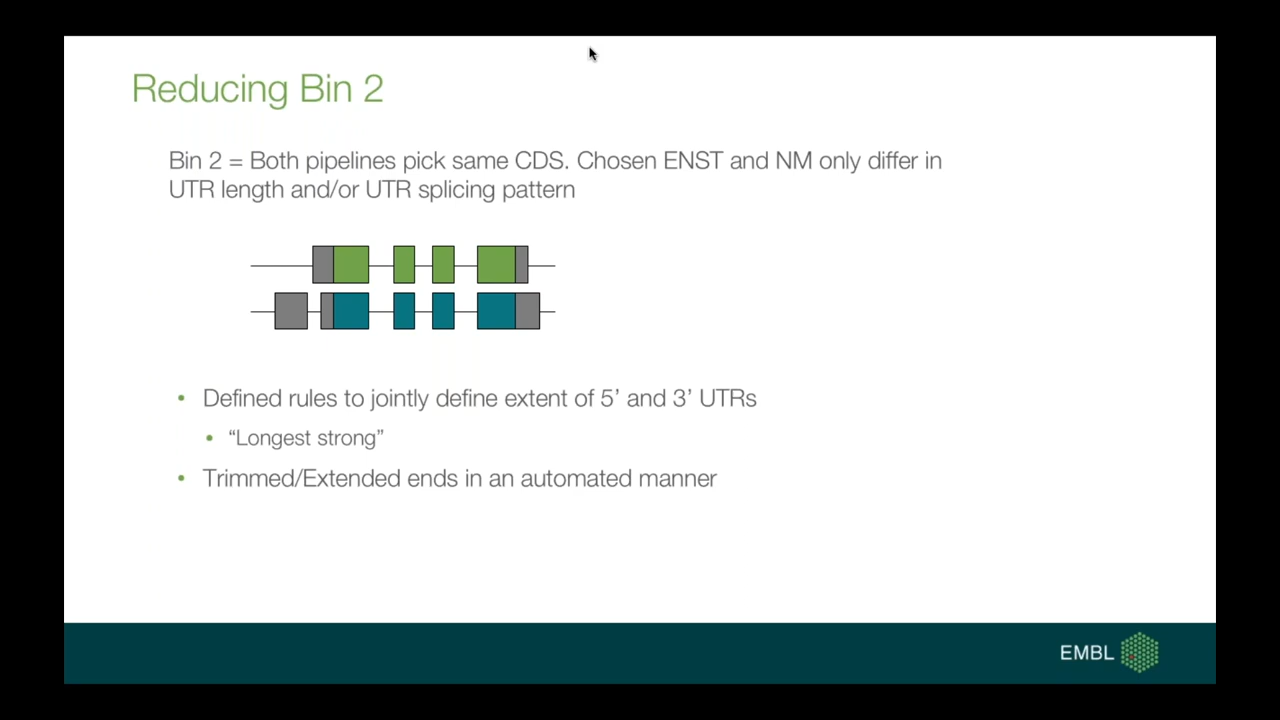 Reducing Bin 2
Bin 2 = Both pipelines pick same CDS. Chosen ENST and NM only differ in
UTR length and/or UTR splicing pattern
• Defined rules to jointly define extent of 5’ and 3’ UTRs
• “Longest strong”
• Trimmed/Extended ends in an automated manner
EMBL